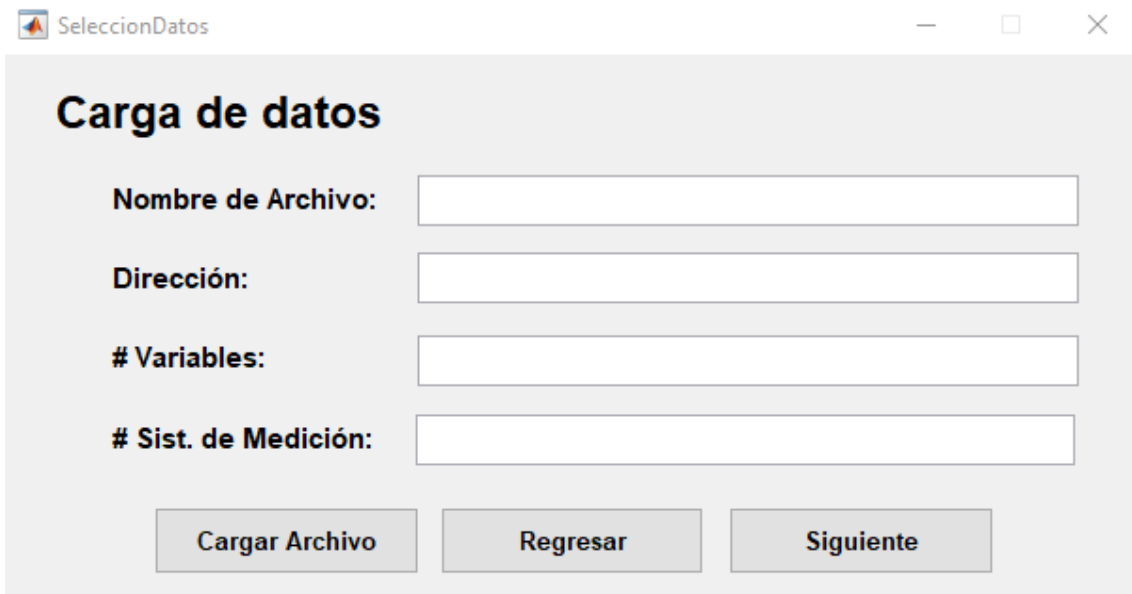 SeleccionDatos
Carga de datos
Nombre de Archivo:
Dirección:
# Variables:
# Sist. de Medición:
Cargar Archivo
Regresar
Siguiente